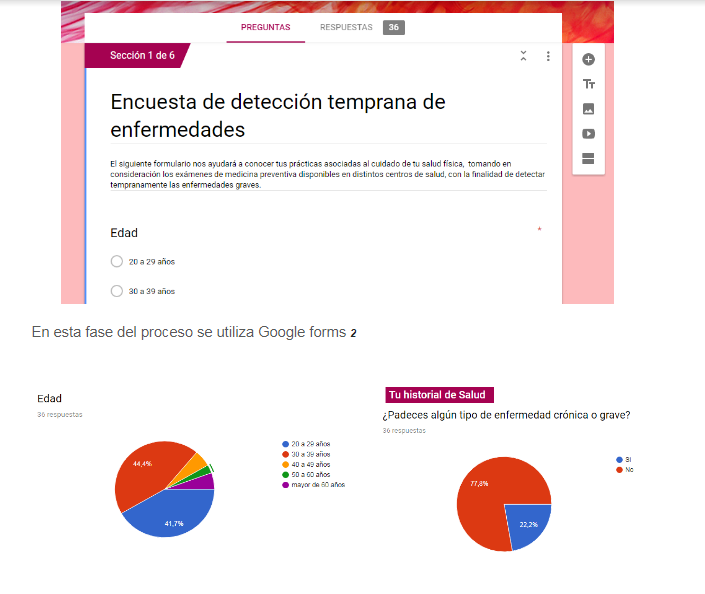 PREGUNTAS RESPUESTAS 36
Sección 1 de 6
Encuesta de detección temprana de
enfermedades
El siguiente formulario nos ayudará a conocer tus prácticas asociadas al cuidado de tu salud física, tomando en
consideración los exámenes de medicina preventiva disponibles en distintos centros de salud, con la finalidad de detectar
tempranamente las enfermedades graves.
Edad *
20 a 29 años
30 a 39 años
En esta fase del proceso se utiliza Google forms 2
Edad
36 respuestas
20 a 29 años
30 a 39 años
40 a 49 años
50 a 60 años
mayor de 60 años
44,4%
41,7%
Tu historial de Salud
¿Padeces algún tipo de enfermedad crónica o grave?
36 respuestas
Si
No
77,8%
22,2%